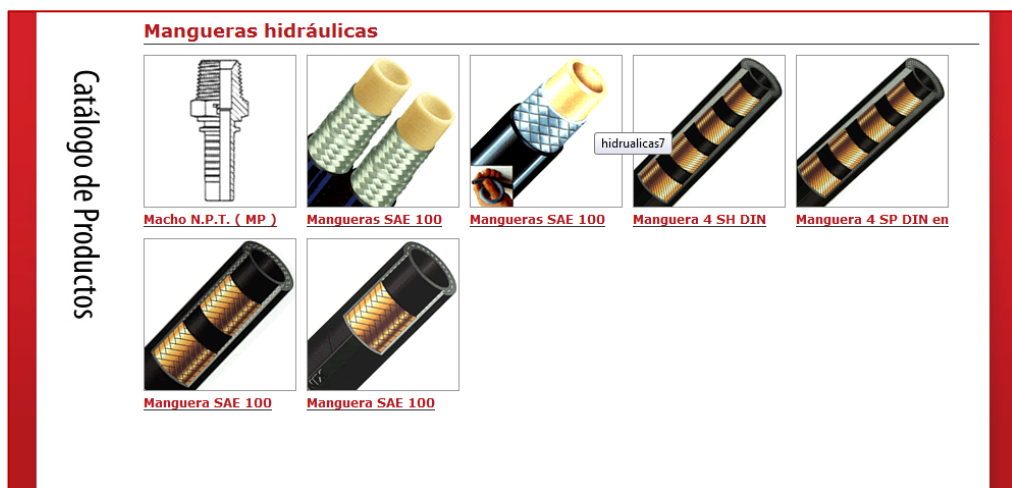 Mangueras hidráulicas
Catálogo de Productos
hidrualicas7
Macho N.P.T. ( MP )
Mangueras SAE 100
Mangueras SAE 100
Manguera 4 SH DIN
Manguera 4 SP DIN en
Manguera SAE 100
Manguera SAE 100